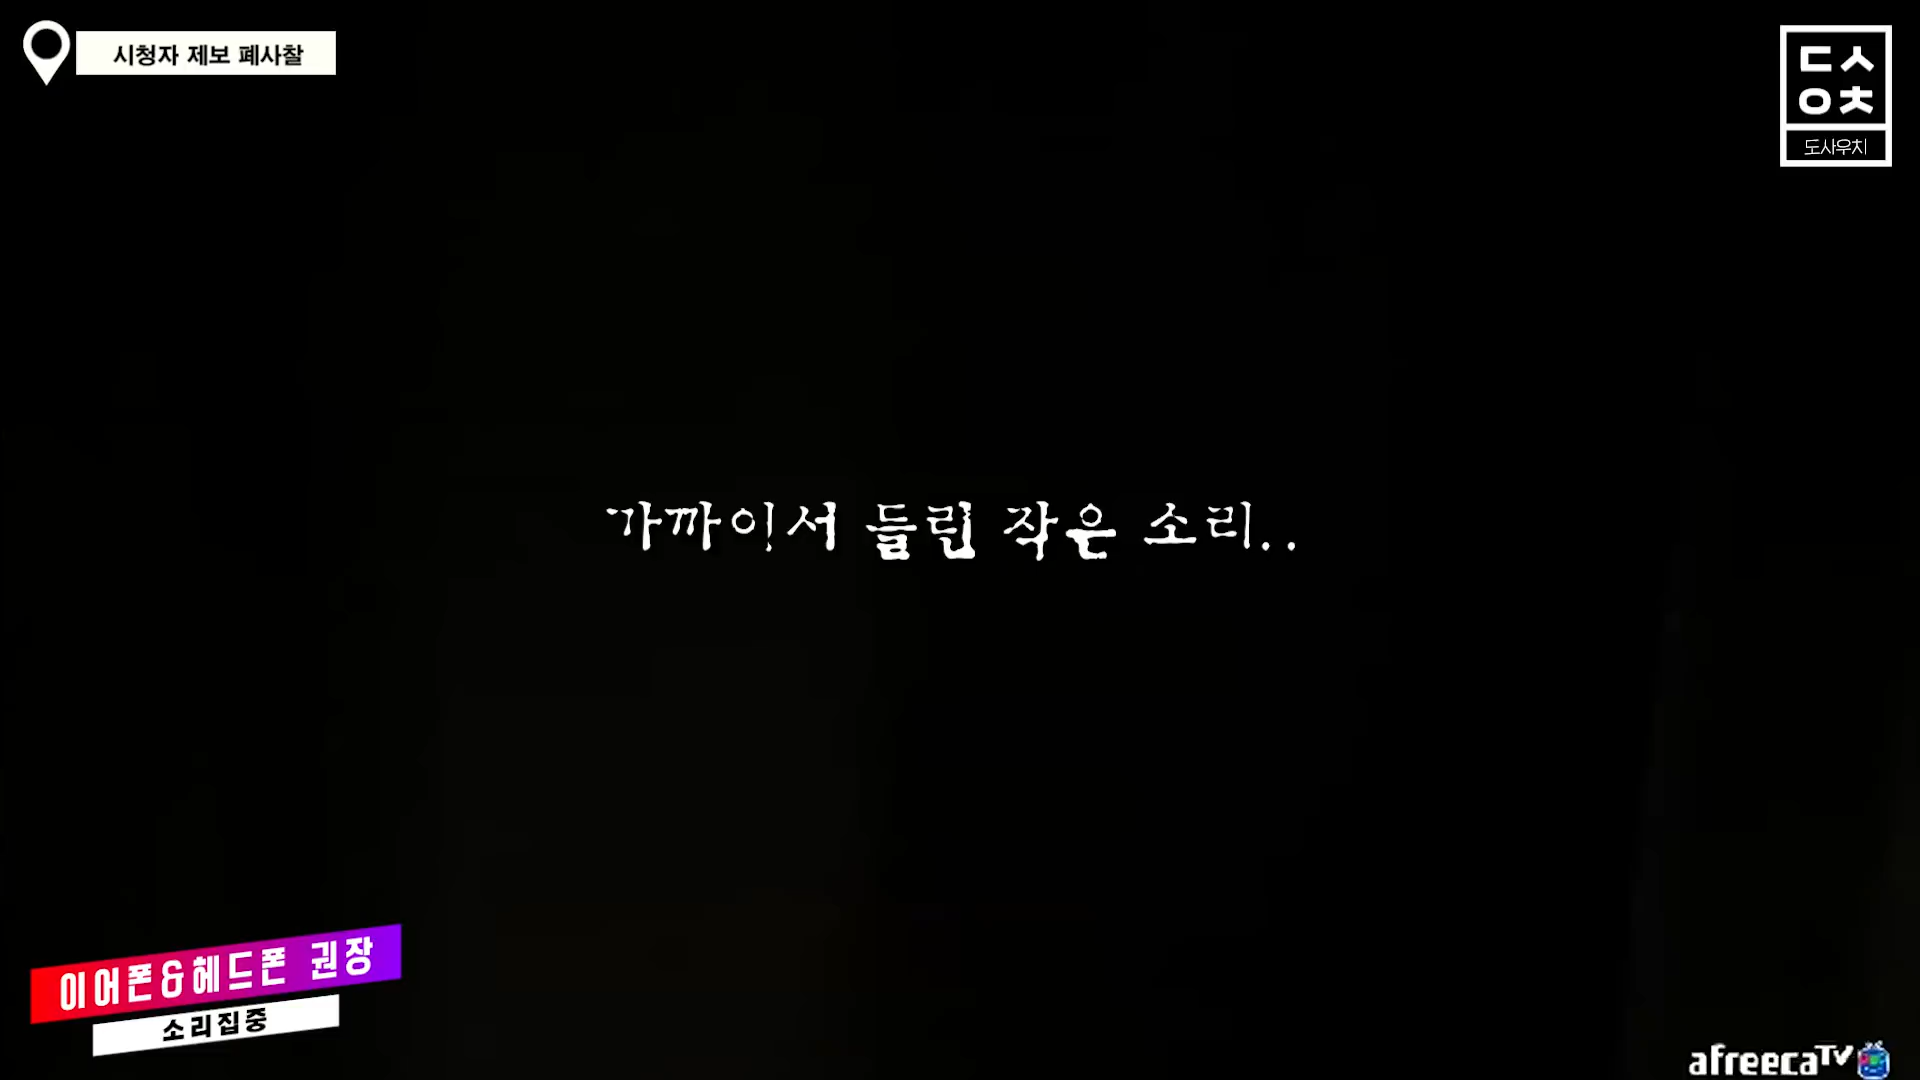 시청자 제보 폐사찰
ㄷㅅ
ㅇㅊ
도사우치
가까이서 들린 작은 소리..
이어폰&헤드폰 권장
소리집중
afreecaTV